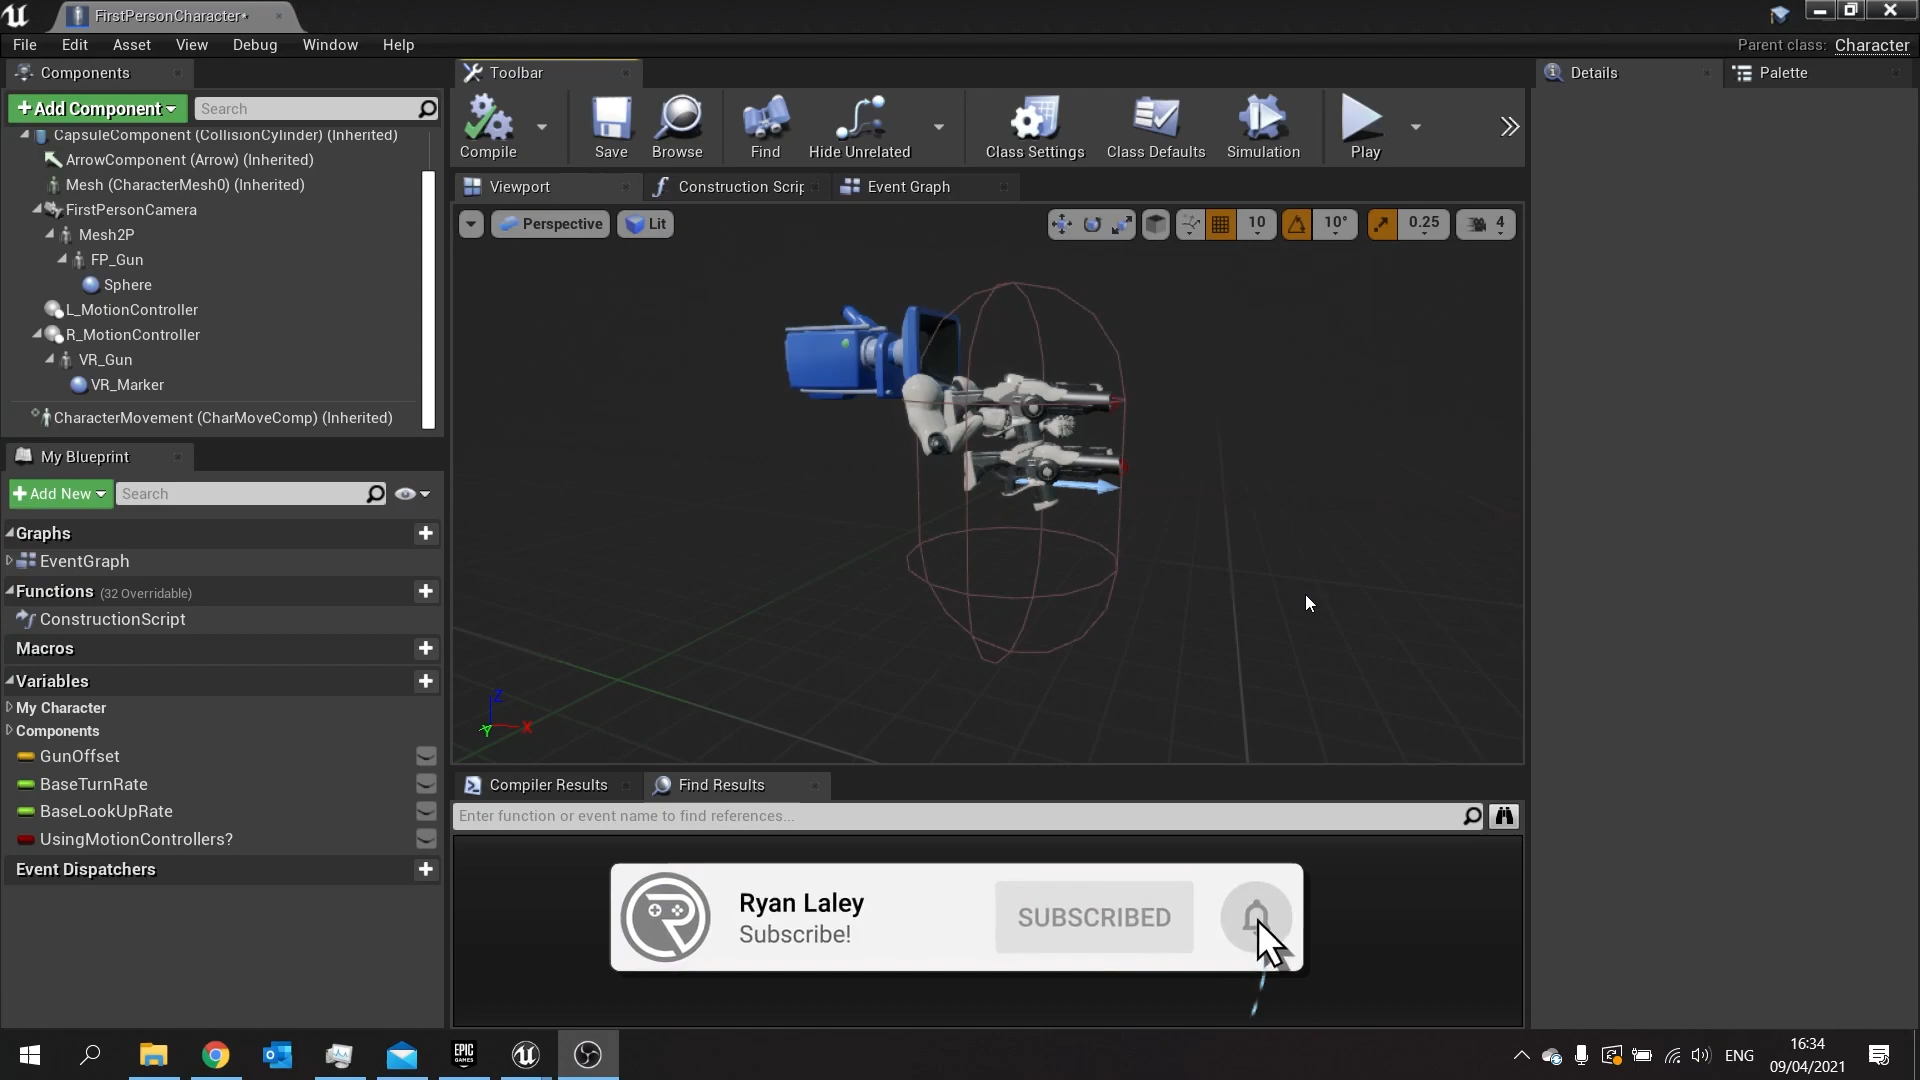 FirstPersonCharacter*
File Edit Asset View Debug Window Help
Parent class: Character
Components
+Add Component
Search
CapsuleComponent (CollisionCylinder) (Inherited)
ArrowComponent (Arrow) (Inherited)
Mesh (CharacterMesh0) (Inherited)
FirstPersonCamera
Mesh2P
FP_Gun
Sphere
L_MotionController
R_MotionController
VR_Gun
VR_Marker
CharacterMovement (CharMoveComp) (Inherited)
My Blueprint
+Add New
Search
Graphs
EventGraph
Functions (32 Overridable)
ConstructionScript
Macros
Variables
My Character
Components
GunOffset
BaseTurnRate
BaseLookUpRate
UsingMotionControllers?
Event Dispatchers
Toolbar
Compile
Save
Browse
Find
Hide Unrelated
Class Settings
Class Defaults
Simulation
Play
Viewport
Construction Scrip
Event Graph
Perspective
Lit
10
10°
0.25
4
Z
X
Y
Compiler Results
Find Results
Enter function or event name to find references...
Ryan Laley
Subscribe!
SUBSCRIBED
Details
Palette
EPIC
GAMES
ENG
16:34
09/04/2021